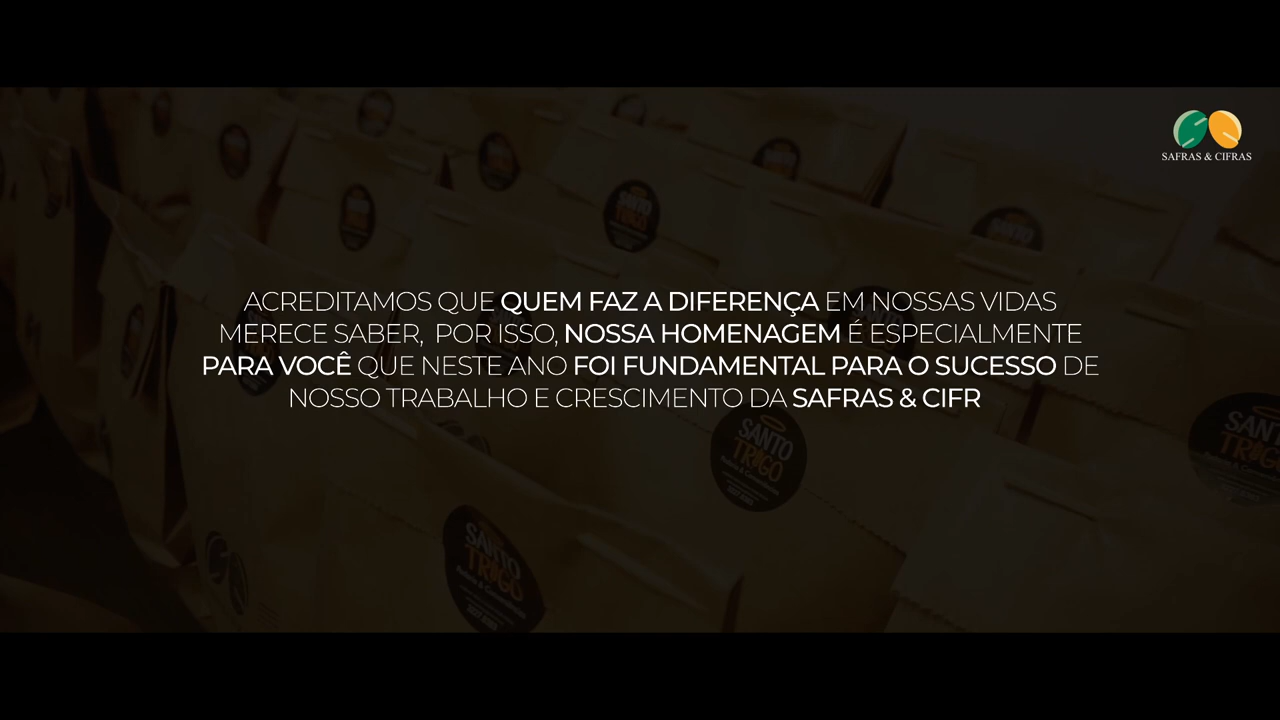 SAFRAS & CIFRAS
SANTO
TRIGO
SANTO
ACREDITAMOS QUE QUEM FAZ A DIFERENÇA EM NOSSAS VIDAS
MERECE SABER, POR ISSO, NOSSA HOMENAGEM É ESPECIALMENTE
PARA VOCÊ QUE NESTE ANO FOI FUNDAMENTAL PARA O SUCESSO DE
NOSSO TRABALHO E CRESCIMENTO DA SAFRAS & CIFR
SANTO
TRIGO
SANTO
TRIGO